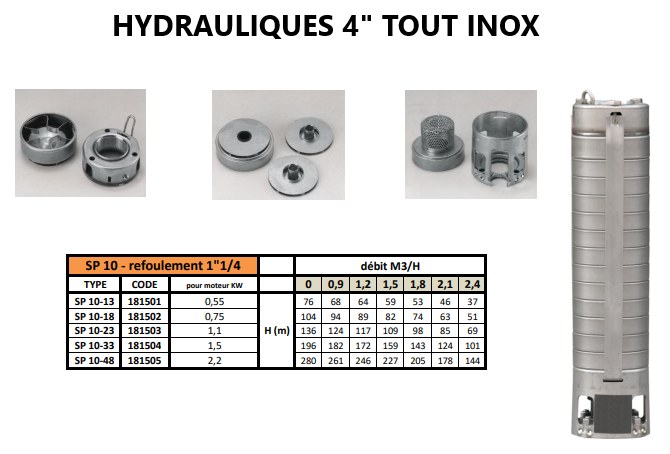 HYDRAULIQUES 4" TOUT INOX
SP 10 - refoulement 1"1/4 débit M3/H
TYPE CODE pour moteur KW 0 0,9 1,2 1,5 1,8 2,1 2,4
SP 10-13 181501 0,55 76 68 64 59 53 46 37
SP 10-18 181502 0,75 104 94 89 82 74 63 51
SP 10-23 181503 1,1 H (m) 136 124 117 109 98 85 69
SP 10-33 181504 1,5 196 182 172 159 143 124 101
SP 10-48 181505 2,2 280 261 246 227 205 178 144